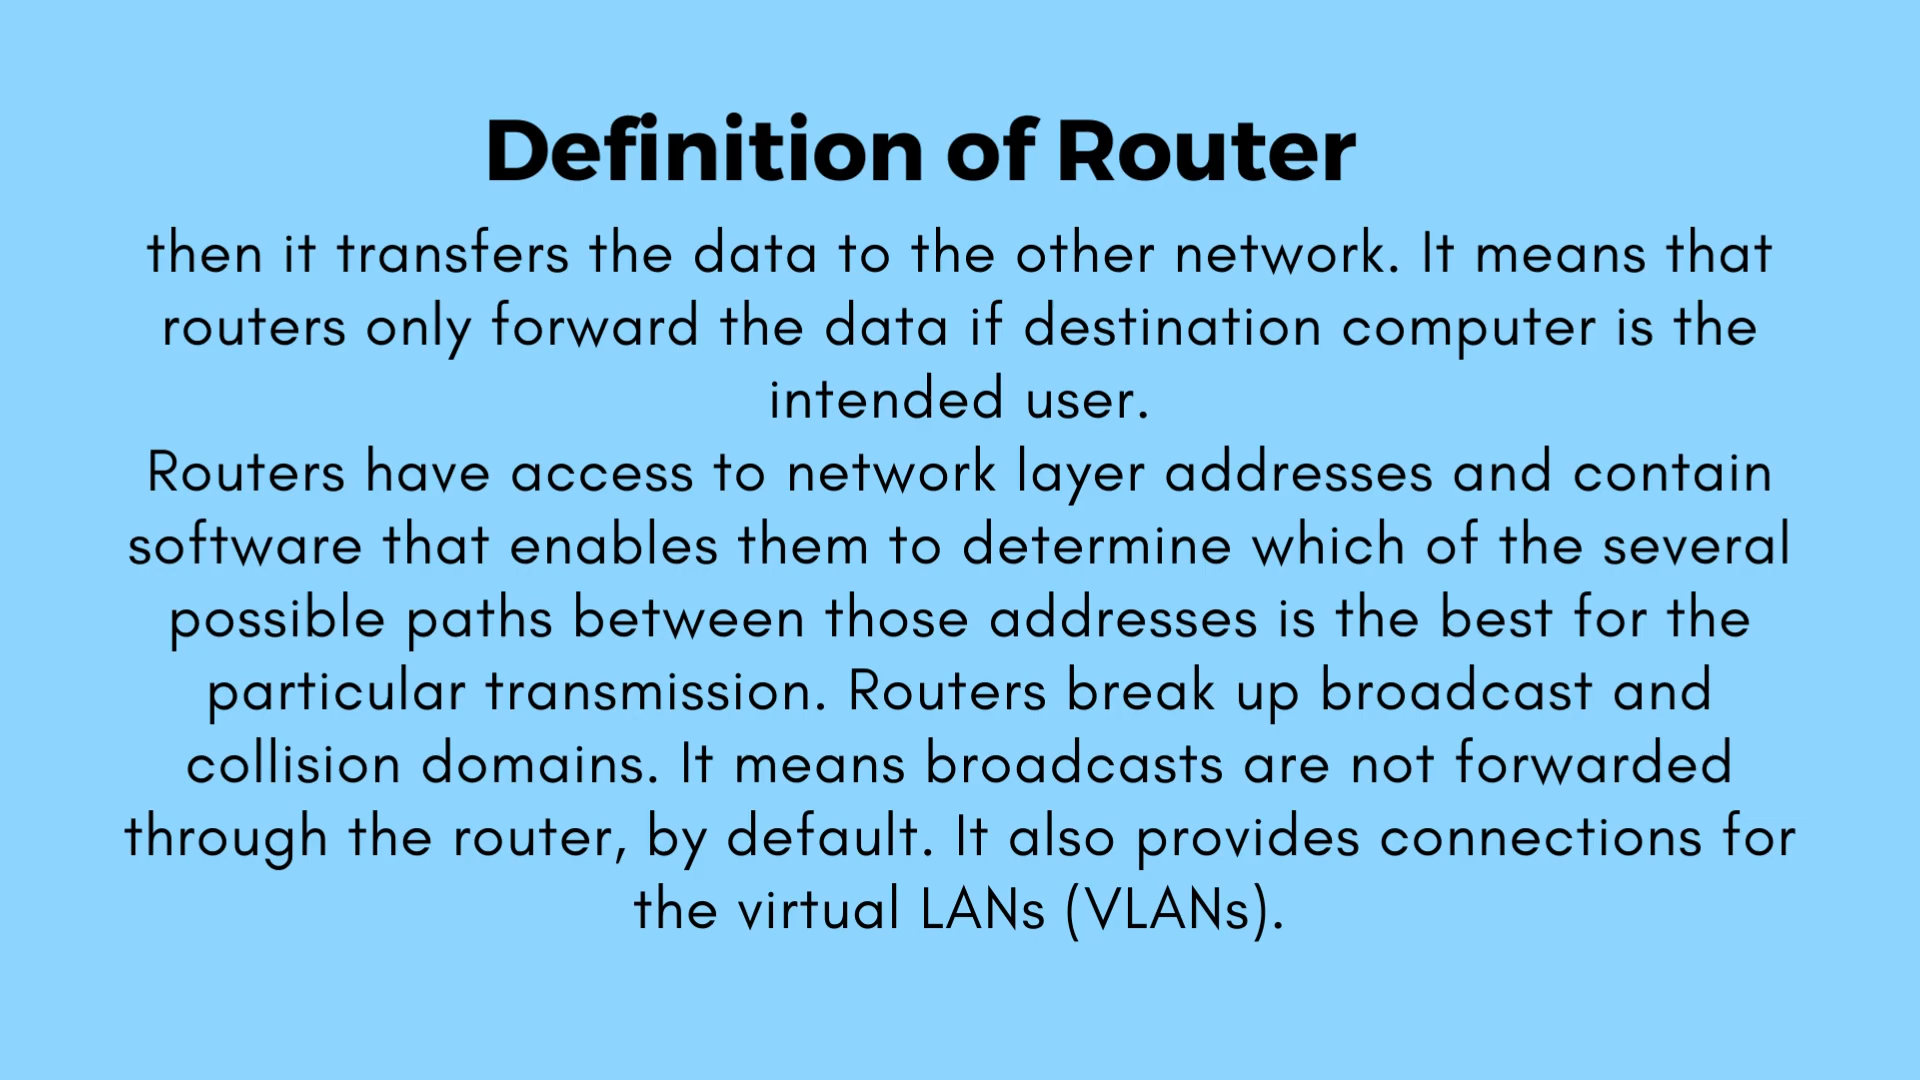 Definition of Router
then it transfers the data to the other network. It means that
routers only forward the data if destination computer is the
intended user.
Routers have access to network layer addresses and contain
software that enables them to determine which of the several
possible paths between those addresses is the best for the
particular transmission. Routers break up broadcast and
collision domains. It means broadcasts are not forwarded
through the router, by default. It also provides connections for
the virtual LANs (VLANs).